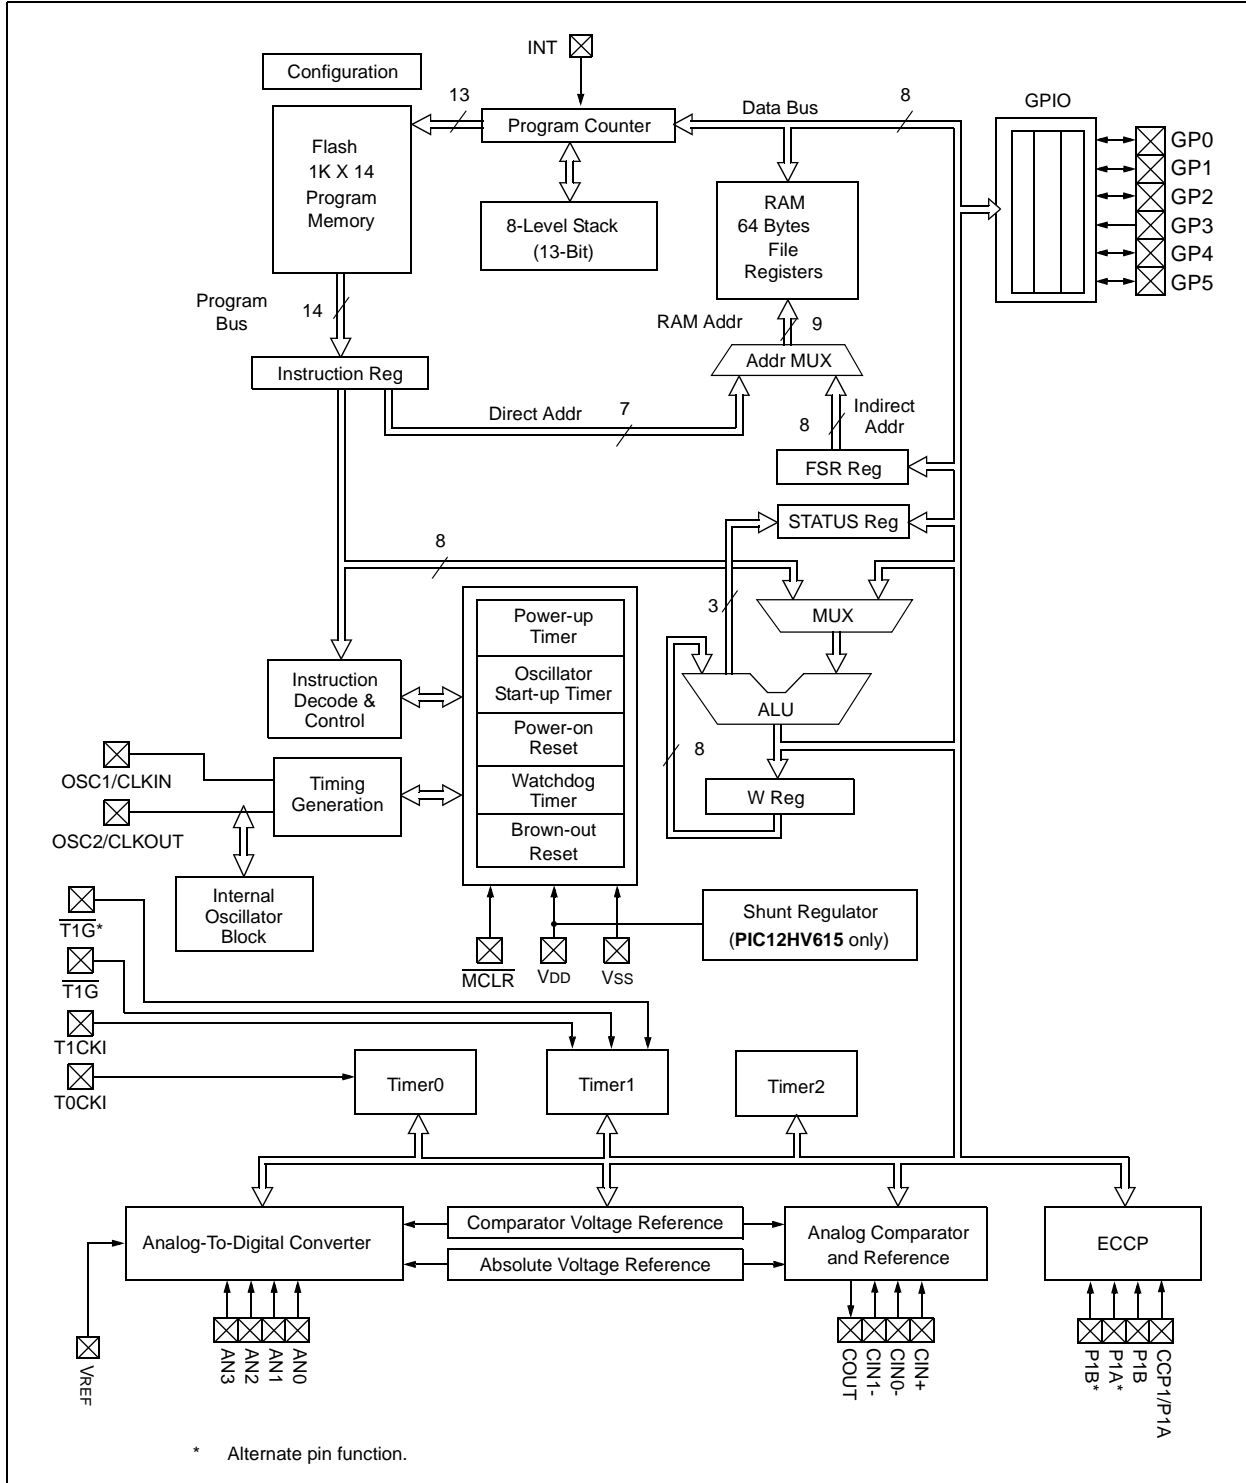 INT
Configuration
13
Data Bus
8
GPIO
Program Counter
Flash
1K X 14
Program
Memory
8-Level Stack
(13-Bit)
RAM
64 Bytes
File
Registers
GP0
GP1
GP2
GP3
GP4
GP5
Program
Bus
14
RAM Addr
9
Addr MUX
Instruction Reg
Direct Addr
7
Indirect
Addr
8
FSR Reg
STATUS Reg
8
3
MUX
Power-up
Timer
Oscillator
Start-up Timer
Power-on
Reset
Watchdog
Timer
Brown-out
Reset
Instruction
Decode &
Control
ALU
8
W Reg
OSC1/CLKIN
Timing
Generation
OSC2/CLKOUT
Internal
Oscillator
Block
Shunt Regulator
(PIC12HV615 only)
T1G*
MCLR
VDD
VSS
T1G
T1CKI
T0CKI
Timer0
Timer1
Timer2
Analog-To-Digital Converter
Comparator Voltage Reference
Absolute Voltage Reference
Analog Comparator
and Reference
ECCP
VREF
AN3
AN2
AN1
AN0
COUT
CIN1-
CIN0-
CIN+
P1B*
P1A*
P1B
CCP1/P1A
* Alternate pin function.